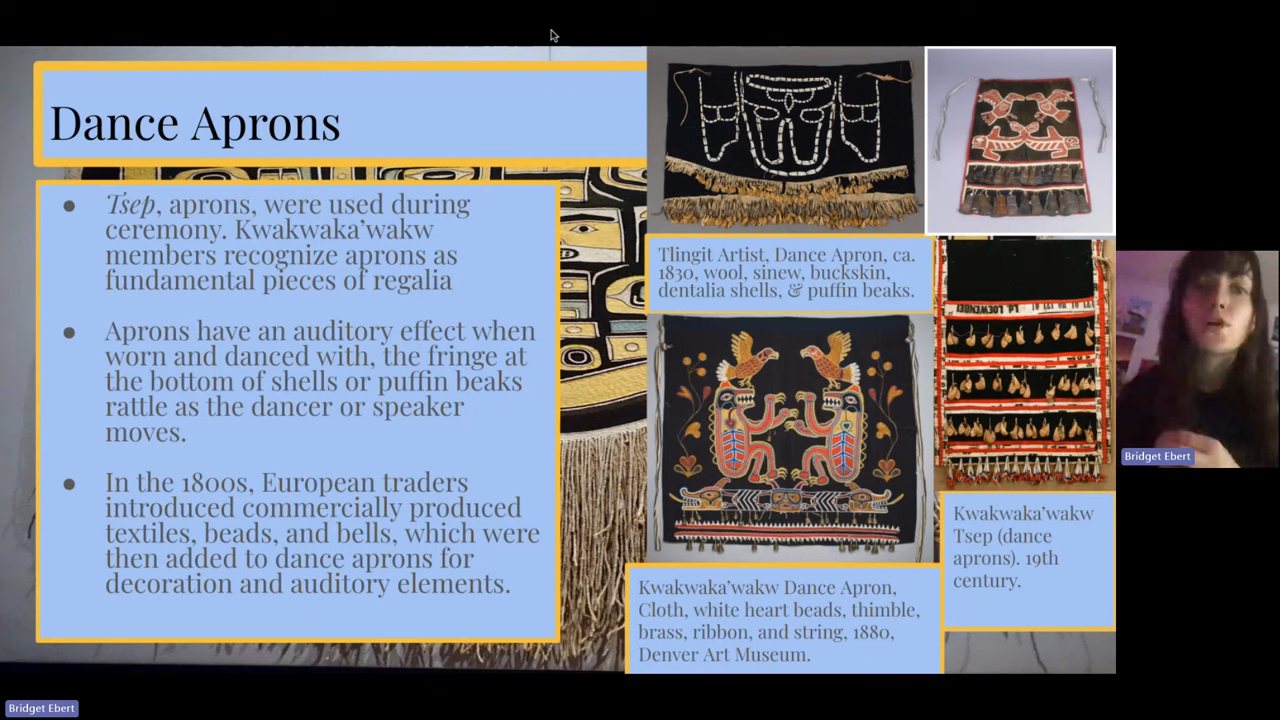 Dance Aprons
● Tsep, aprons, were used during
ceremony. Kwakwaka’wakw
members recognize aprons as
fundamental pieces of regalia
● Aprons have an auditory effect when
worn and danced with, the fringe at
the bottom of shells or puffin beaks
rattle as the dancer or speaker
moves.
● In the 1800s, European traders
introduced commercially produced
textiles, beads, and bells, which were
then added to dance aprons for
decoration and auditory elements.
Tlingit Artist, Dance Apron, ca.
1830, wool, sinew, buckskin,
dentalia shells, & puffin beaks.
Kwakwaka’wakw Dance Apron,
Cloth, white heart beads, thimble,
brass, ribbon, and string, 1880,
Denver Art Museum.
Kwakwaka’wakw
Tsep (dance
aprons). 19th
century.
Bridget Ebert
Bridget Ebert